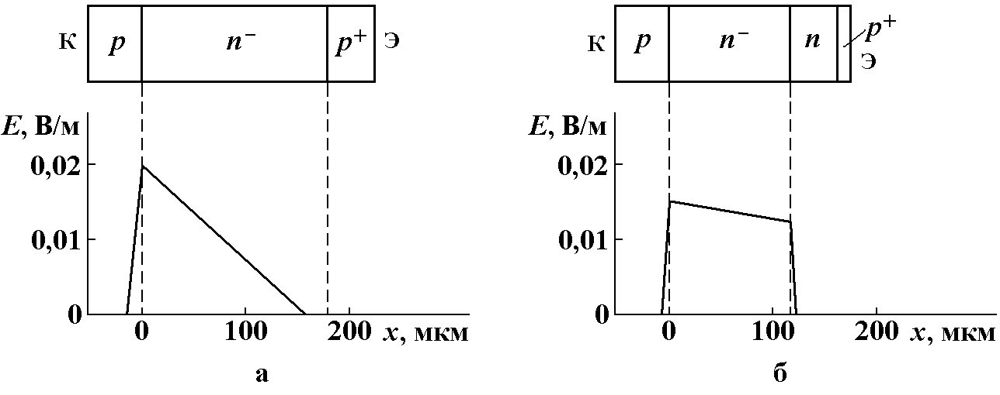 К p n⁻ p⁺ Э
E, В/м
0,02
0,01
0
0 100 200 x, мкм
а
К p n⁻ n p⁺
Э
E, В/м
0,02
0,01
0
0 100 200 x, мкм
б